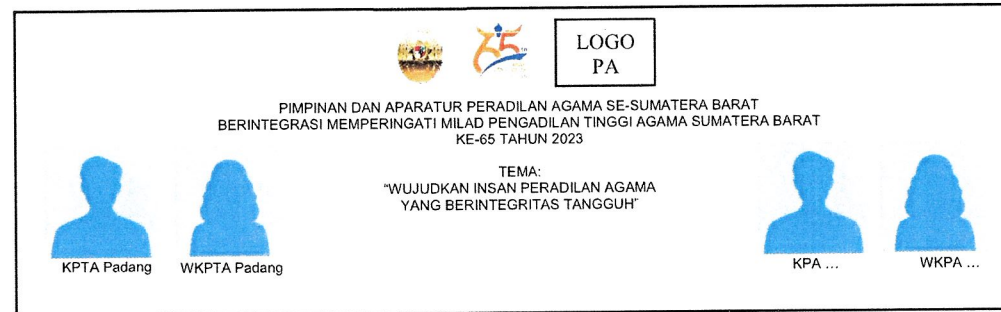 65
LOGO
PA
PIMPINAN DAN APARATUR PERADILAN AGAMA SE-SUMATERA BARAT
BERINTEGRASI MEMPERINGATI MILAD PENGADILAN TINGGI AGAMA SUMATERA BARAT
KE-65 TAHUN 2023
TEMA:
"WUJUDKAN INSAN PERADILAN AGAMA
YANG BERINTEGRITAS TANGGUH"
KPTA Padang
WKPTA Padang
KPA ...
WKPA ...